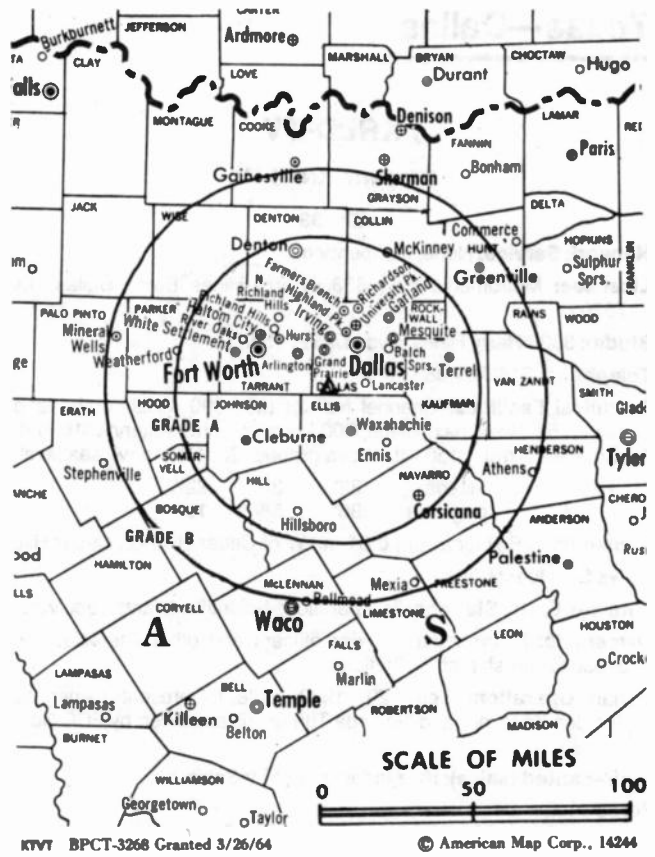 CARTER
Burkburnett
JEFFERSON
Ardmore
CLAY
LOVE
MARSHALL
BRYAN
Durant
CHOCTAW
Hugo
alls
MONTAGUE
COOKE
Denison
FANNIN
LAMAR
Paris
Gainesville
Sherman
Bonham
GRAYSON
DELTA
JACK
WISE
DENTON
COLLIN
Commerce
HUNT
HOPKINS
Sulphur
Sprs.
FRANKLIN
Denton
McKinney
Greenville
Farmers Branch
Richardson
N.
Richland
Hills
Highland Pk.
University Pk.
Garland
Irving
Richland Hills
Haltom City
River Oaks
White Settlement
ROCK-
WALL
RAINS
WOOD
PALO PINTO
PARKER
Mineral
Wells
Weatherford
Hurst
Mesquite
Fort Worth
Arlington
Grand
Prairie
Dallas
Balch
Sprs.
Terrell
Lancaster
TARRANT
DALLAS
VAN ZANDT
SMITH
ERATH
HOOD
JOHNSON
ELLIS
KAUFMAN
GRADE A
Cleburne
Waxahachie
Ennis
HENDERSON
Tyler
SOMER-
VELL
Stephenville
HILL
NAVARRO
Athens
Corsicana
BOSQUE
Hillsboro
ANDERSON
GRADE B
HAMILTON
Palestine
McLENNAN
Mexia
FREESTONE
Bellmead
CORYELL
Waco
LIMESTONE
A
S
LEON
HOUSTON
FALLS
Marlin
LAMPASAS
Lampasas
BELL
Temple
Killeen
Belton
ROBERTSON
BURNET
MADISON
WILLIAMSON
SCALE OF MILES
Georgetown
Taylor
0 50 100
KTVT BPCT-3268 Granted 3/26/64
© American Map Corp., 14244